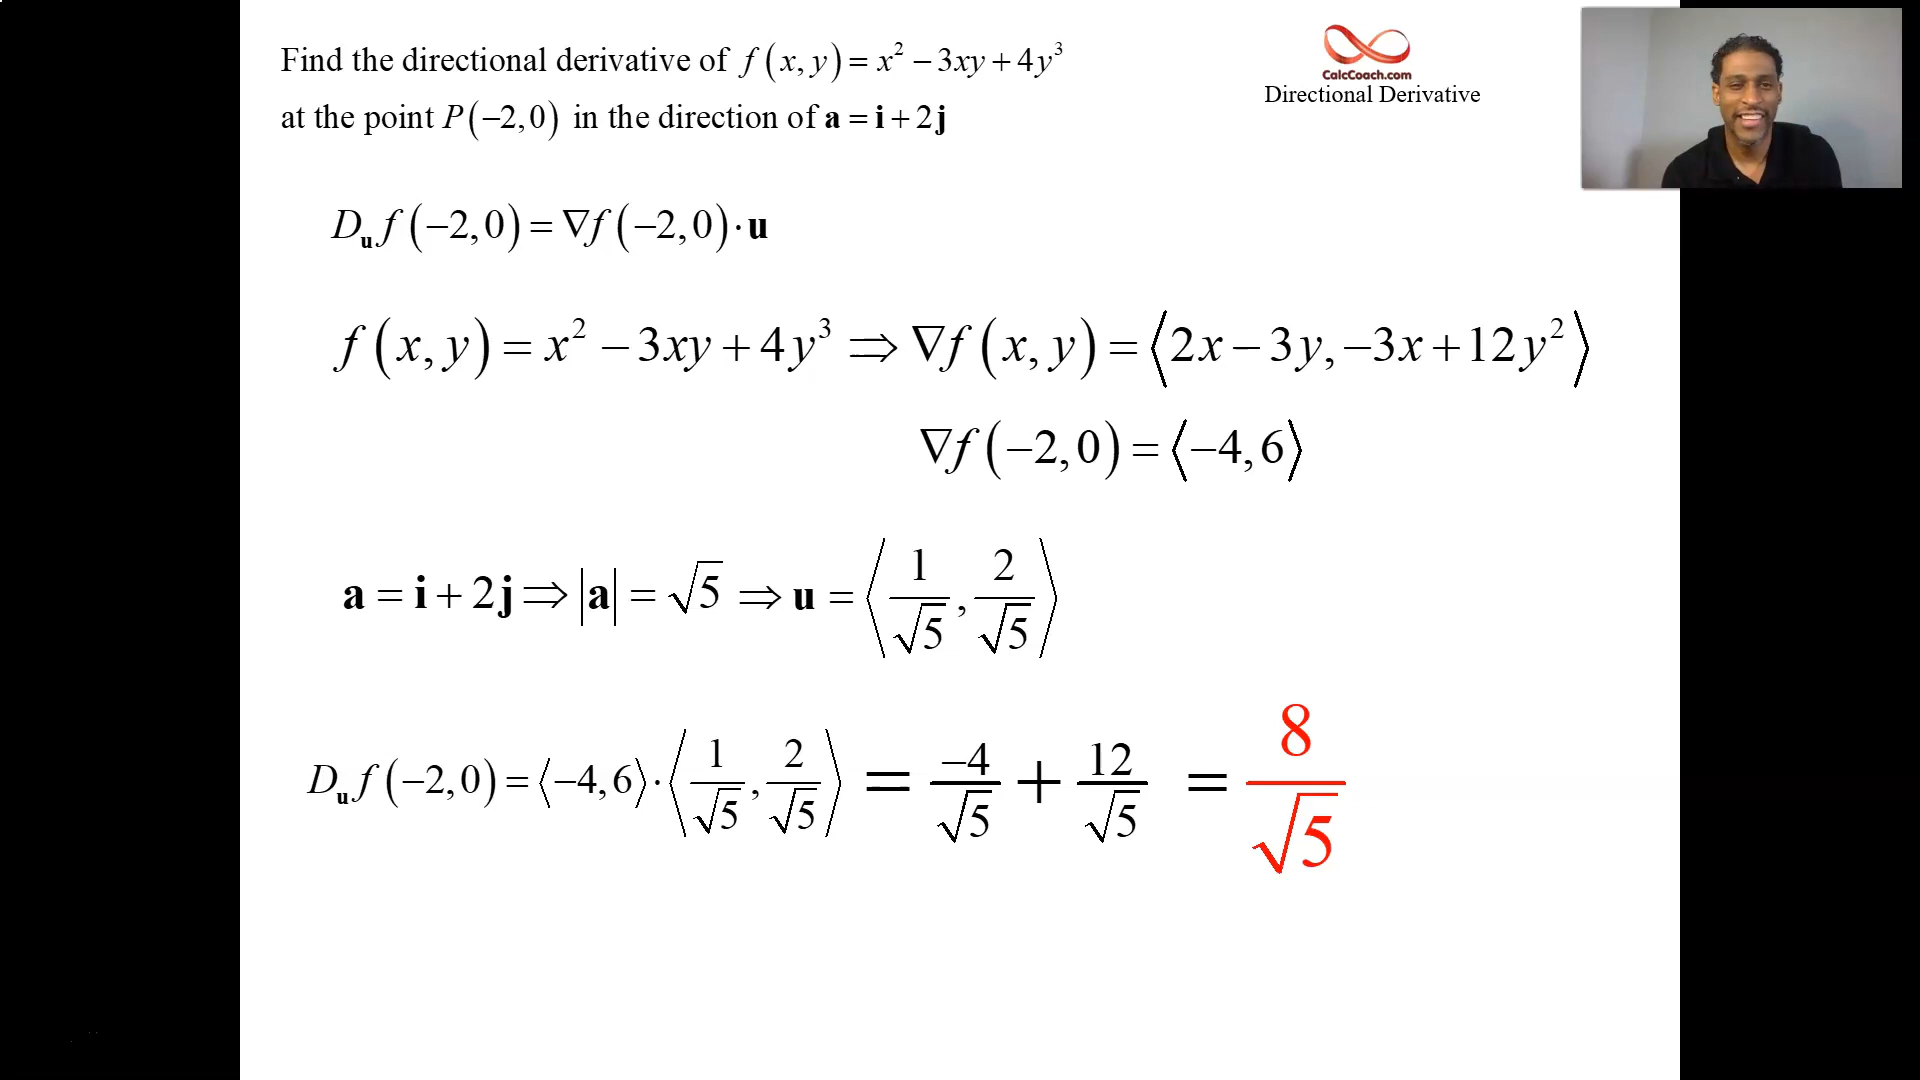 Find the directional derivative of f(x, y) = x² − 3xy + 4y³
at the point P(−2,0) in the direction of a = i + 2j
CalcCoach.com
Directional Derivative
Dᵤf(−2,0) = ∇f(−2,0)·u
f(x, y) = x² − 3xy + 4y³ ⇒ ∇f(x, y) = ⟨2x − 3y, −3x + 12y²⟩
∇f(−2,0) = ⟨−4,6⟩
a = i + 2j ⇒ |a| = √5 ⇒ u = ⟨1/√5, 2/√5⟩
Dᵤf(−2,0) = ⟨−4,6⟩·⟨1/√5, 2/√5⟩ = −4/√5 + 12/√5 = 8/√5